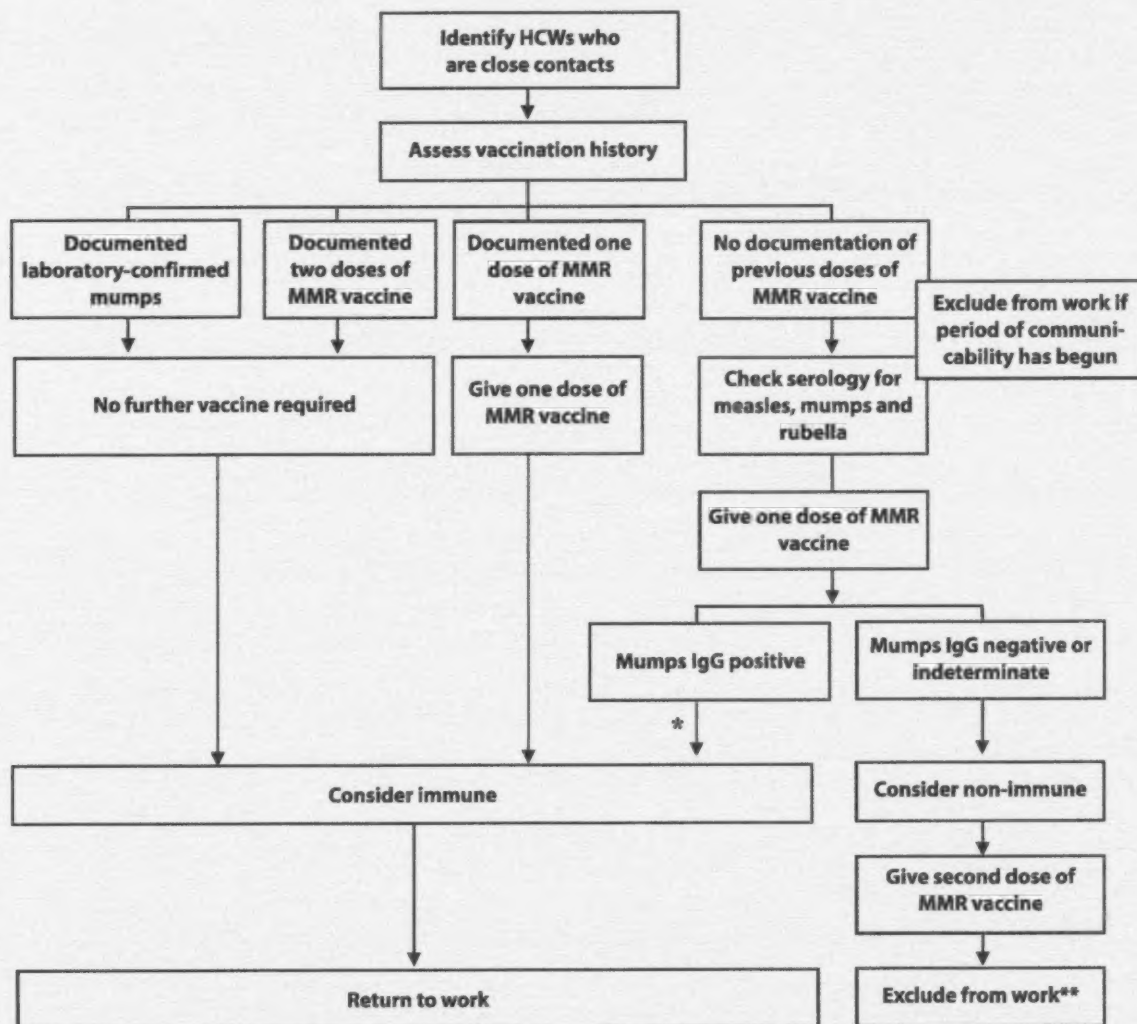 Identify HCWs who
are close contacts
Assess vaccination history
Documented
laboratory-confirmed
mumps
Documented
two doses of
MMR vaccine
Documented one
dose of MMR
vaccine
No documentation of
previous doses of
MMR vaccine
Exclude from work if
period of communi-
cability has begun
No further vaccine required
Give one dose of
MMR vaccine
Check serology for
measles, mumps and
rubella
Give one dose of MMR
vaccine
Mumps IgG positive
Mumps IgG negative or
indeterminate
*
Consider immune
Consider non-immune
Give second dose of
MMR vaccine
Return to work
Exclude from work**